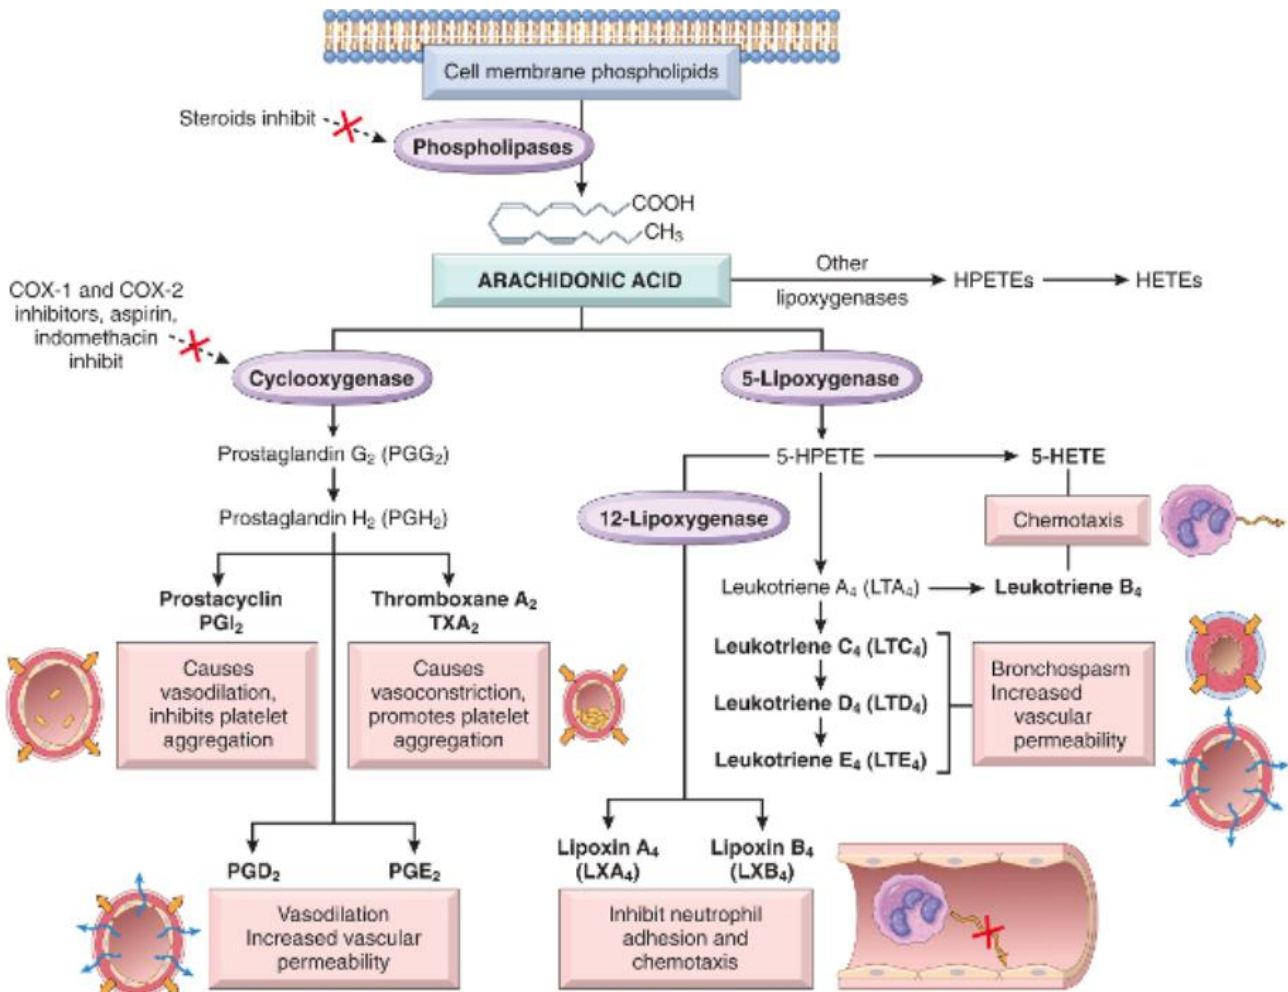 Cell membrane phospholipids
Steroids inhibit
Phospholipases
COOH
CH₃
ARACHIDONIC ACID
Other
lipoxygenases
HPETEs
HETEs
COX-1 and COX-2
inhibitors, aspirin,
indomethacin
inhibit
Cyclooxygenase
5-Lipoxygenase
Prostaglandin G₂ (PGG₂)
5-HPETE
5-HETE
Prostaglandin H₂ (PGH₂)
12-Lipoxygenase
Chemotaxis
Prostacyclin
PGI₂
Thromboxane A₂
TXA₂
Leukotriene A₄ (LTA₄)
Leukotriene B₄
Causes
vasodilation,
inhibits platelet
aggregation
Causes
vasoconstriction,
promotes platelet
aggregation
Leukotriene C₄ (LTC₄)
Leukotriene D₄ (LTD₄)
Leukotriene E₄ (LTE₄)
Bronchospasm
Increased
vascular
permeability
PGD₂
PGE₂
Lipoxin A₄
(LXA₄)
Lipoxin B₄
(LXB₄)
Vasodilation
Increased vascular
permeability
Inhibit neutrophil
adhesion and
chemotaxis